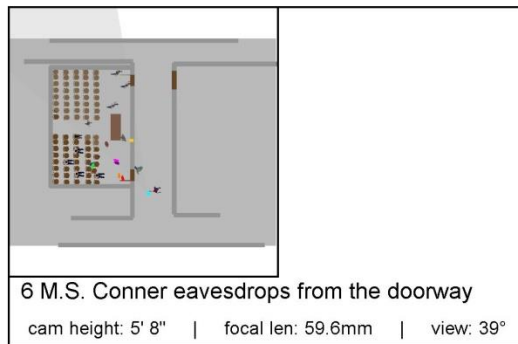 6 M.S. Conner eavesdrops from the doorway
cam height: 5' 8" | focal len: 59.6mm | view: 39°